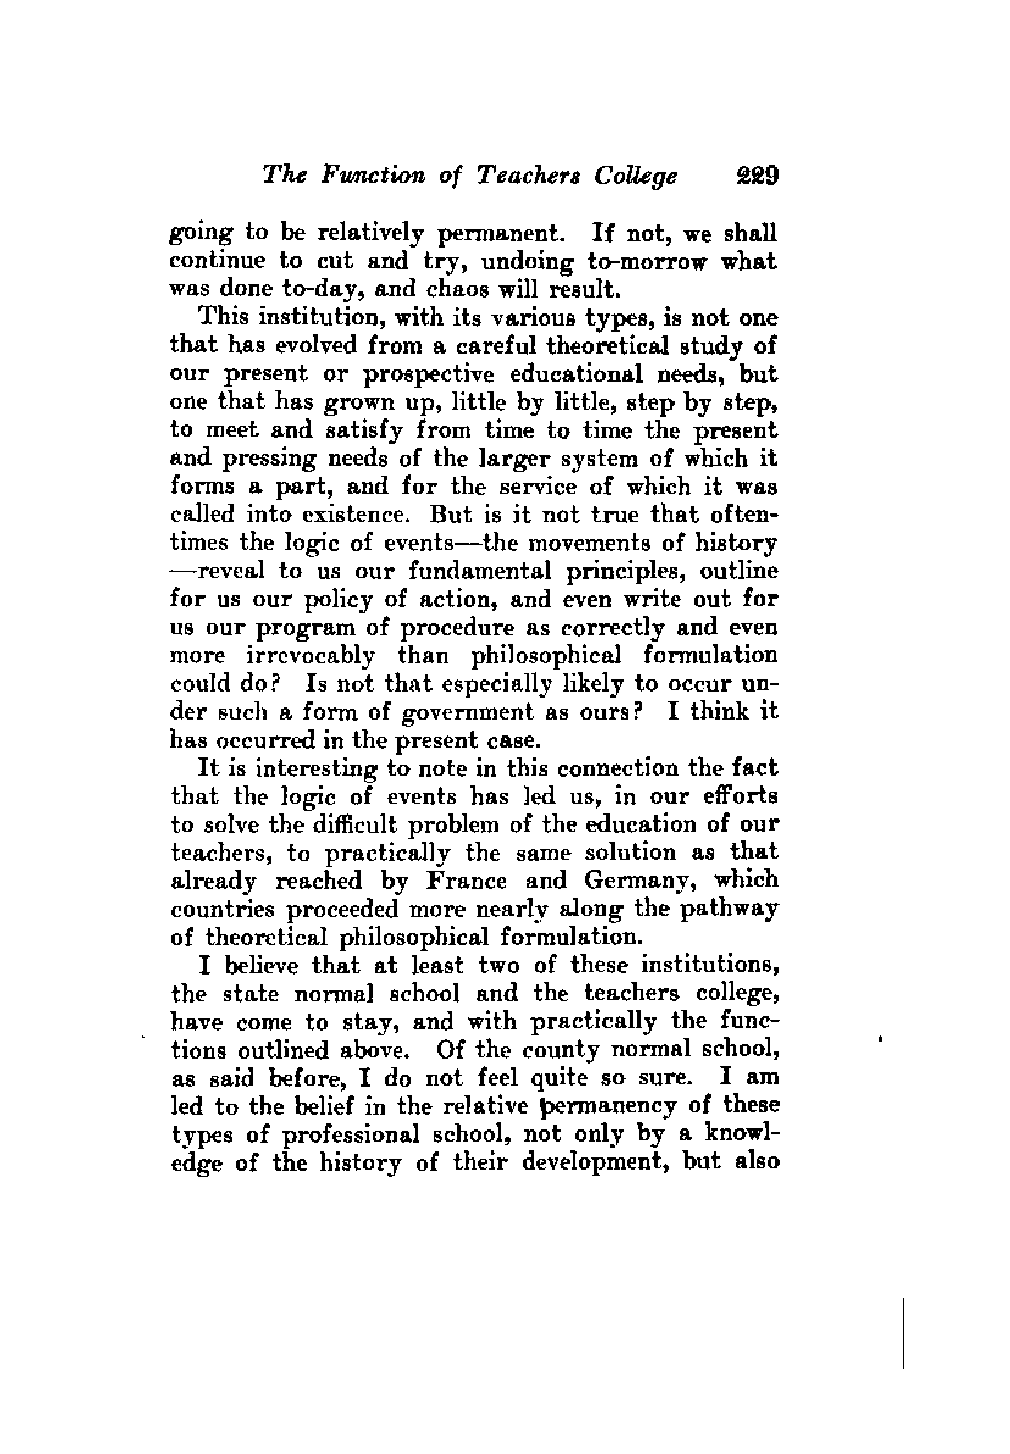 The Function of Teachers College 229
going to be relatively permanent. If not, we shall
continue to cut and try, undoing to-morrow what
was done to-day, and chaos will result.
This institution, with its various types, is not one
that has evolved from a careful theoretical study of
our present or prospective educational needs, but
one that has grown up, little by little, step by step,
to meet and satisfy from time to time the present
and pressing needs of the larger system of which it
forms a part, and for the service of which it was
called into existence. But is it not true that often-
times the logic of events—the movements of history
—reveal to us our fundamental principles, outline
for us our policy of action, and even write out for
us our program of procedure as correctly and even
more irrevocably than philosophical formulation
could do? Is not that especially likely to occur un-
der such a form of government as ours? I think it
has occurred in the present case.
It is interesting to note in this connection the fact
that the logic of events has led us, in our efforts
to solve the difficult problem of the education of our
teachers, to practically the same solution as that
already reached by France and Germany, which
countries proceeded more nearly along the pathway
of theoretical philosophical formulation.
I believe that at least two of these institutions,
the state normal school and the teachers college,
have come to stay, and with practically the func-
tions outlined above. Of the county normal school,
as said before, I do not feel quite so sure. I am
led to the belief in the relative permanency of these
types of professional school, not only by a knowl-
edge of the history of their development, but also